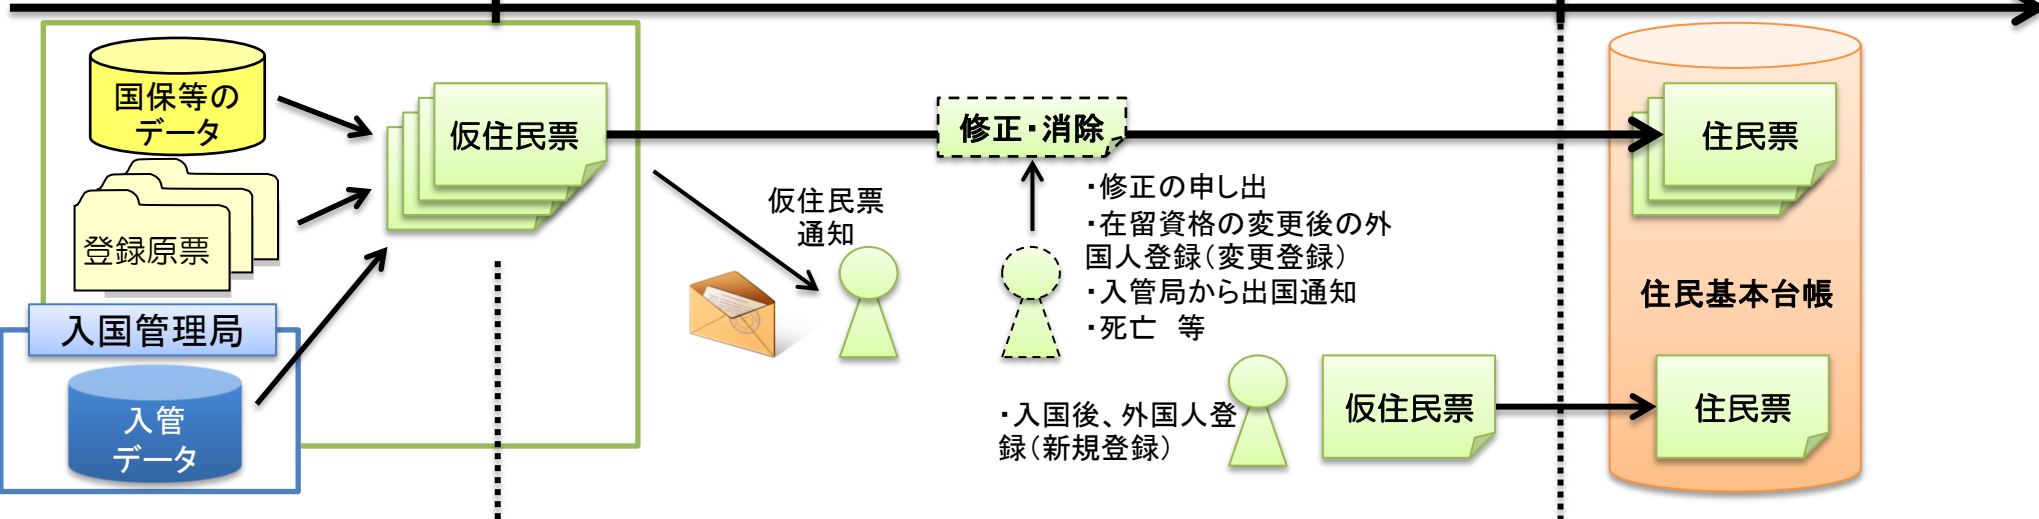 国保等の
データ
登録原票
入国管理局
入管
データ
仮住民票
仮住民票
通知
修正・消除
・修正の申し出
・在留資格の変更後の外
国人登録（変更登録）
・入管局から出国通知
・死亡　等
・入国後、外国人登
録（新規登録）
仮住民票
住民票
住民基本台帳
住民票